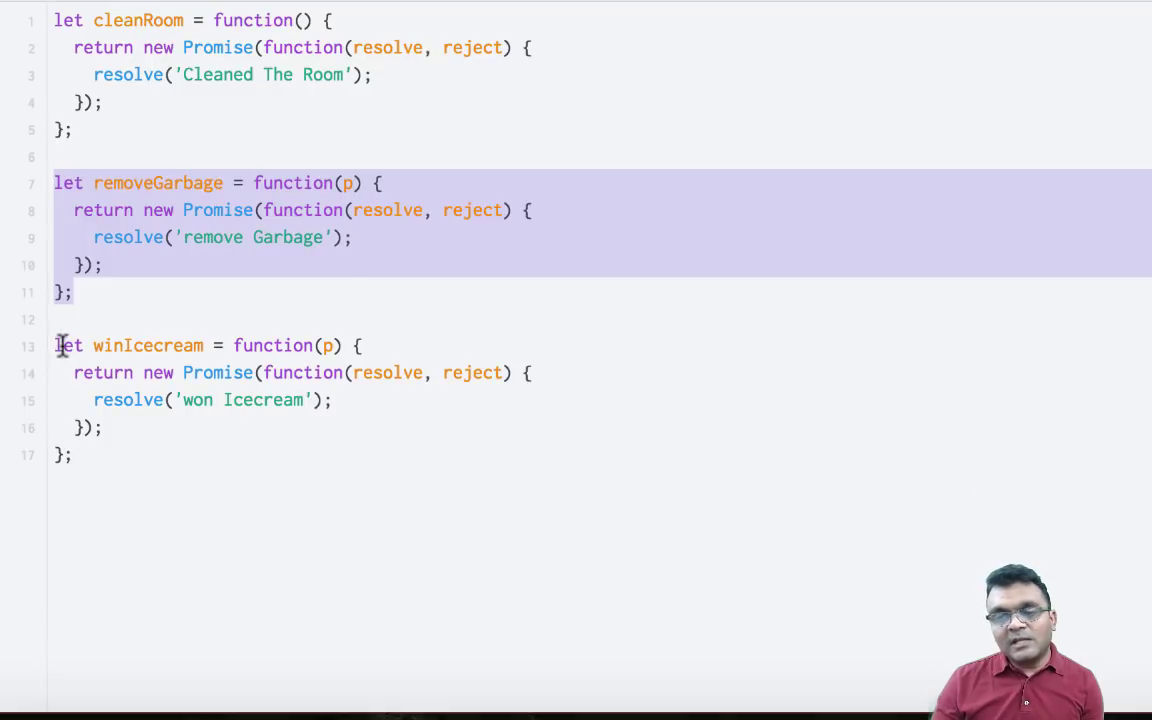 1 let cleanRoom = function() {
2 return new Promise(function(resolve, reject) {
3 resolve('Cleaned The Room');
4 });
5 };
6
7 let removeGarbage = function(p) {
8 return new Promise(function(resolve, reject) {
9 resolve('remove Garbage');
10 });
11 };
12
13 let winIcecream = function(p) {
14 return new Promise(function(resolve, reject) {
15 resolve('won Icecream');
16 });
17 };